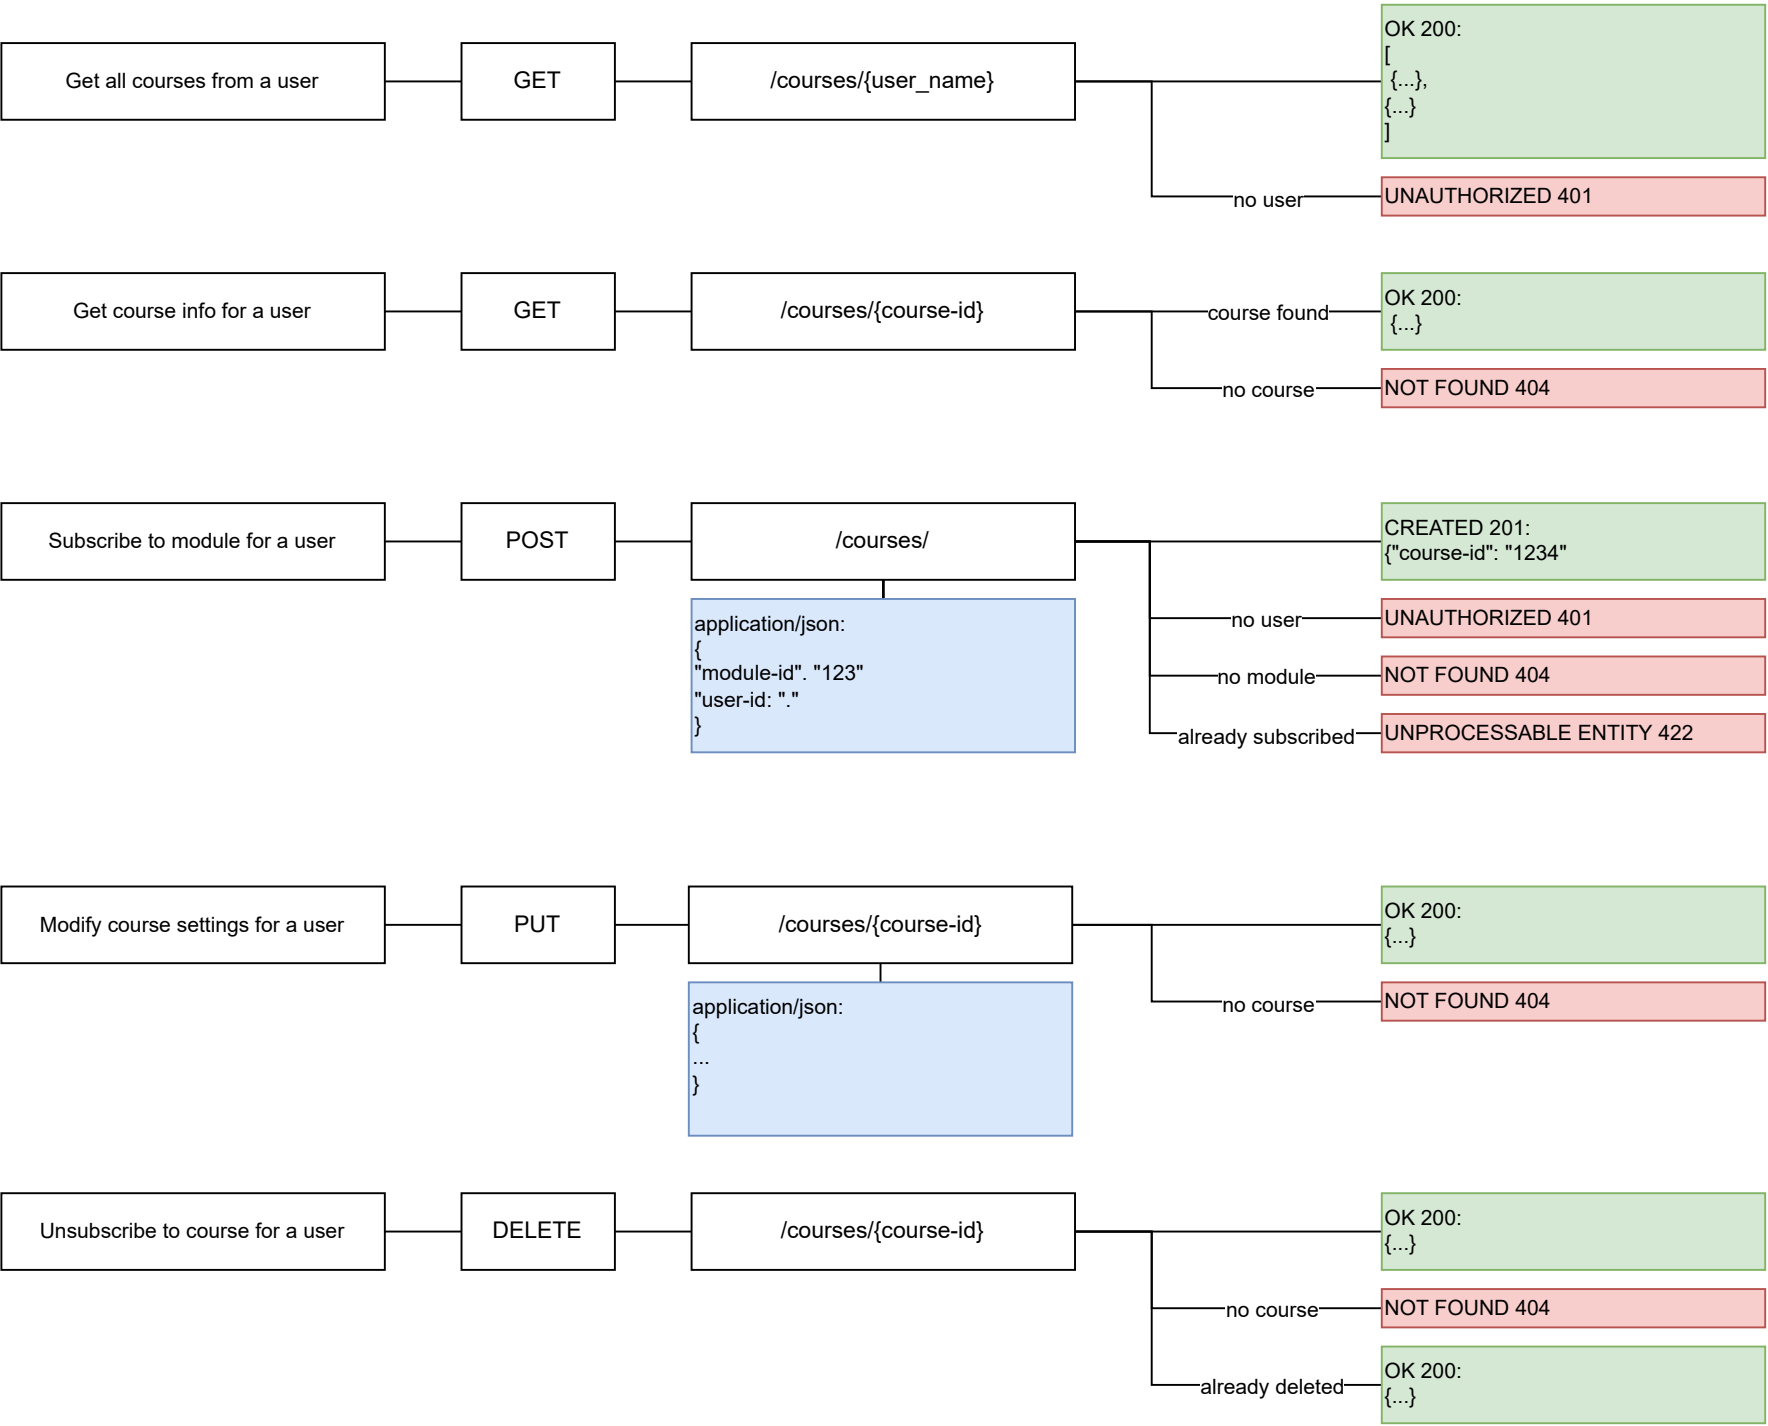 Get all courses from a user
GET
/courses/{user_name}
OK 200:
[
{...},
{...}
]
no user
UNAUTHORIZED 401
Get course info for a user
GET
/courses/{course-id}
course found
OK 200:
{...}
no course
NOT FOUND 404
Subscribe to module for a user
POST
/courses/
application/json:
{
"module-id". "123"
"user-id: "."
}
CREATED 201:
{"course-id": "1234"
no user
UNAUTHORIZED 401
no module
NOT FOUND 404
already subscribed
UNPROCESSABLE ENTITY 422
Modify course settings for a user
PUT
/courses/{course-id}
application/json:
{
...
}
OK 200:
{...}
no course
NOT FOUND 404
Unsubscribe to course for a user
DELETE
/courses/{course-id}
OK 200:
{...}
no course
NOT FOUND 404
already deleted
OK 200:
{...}